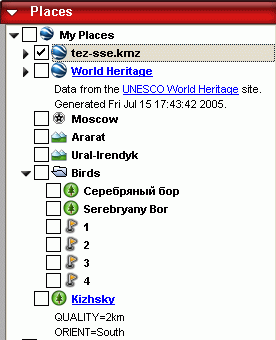 Places
My Places
tez-sse.kmz
World Heritage
Data from the UNESCO World Heritage site.
Generated Fri Jul 15 17:43:42 2005.
Moscow
Ararat
Ural-Irendyk
Birds
Серебряный бор
Serebryany Bor
1
2
3
4
Kizhsky
QUALITY=2km
ORIENT=South